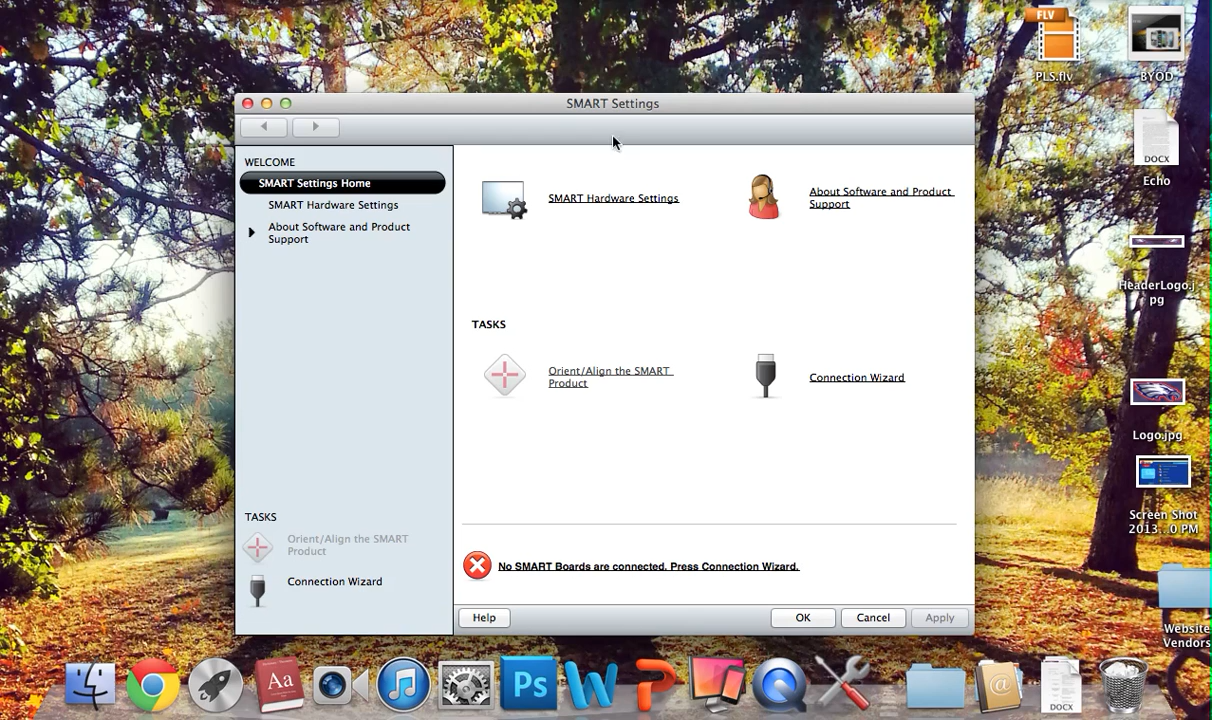 FLV
PLS.flv
BYOD
SMART Settings
WELCOME
SMART Settings Home
SMART Hardware Settings
About Software and Product
Support
SMART Hardware Settings
About Software and Product
Support
TASKS
Orient/Align the SMART
Product
Connection Wizard
TASKS
Orient/Align the SMART
Product
Connection Wizard
No SMART Boards are connected. Press Connection Wizard.
Help
OK
Cancel
Apply
DOCX
Echo
HeaderLogo.j
pg
Logo.jpg
Screen Shot
2013...0 PM
Website
Vendors
Aa
Ps
W
P
@
DOCX